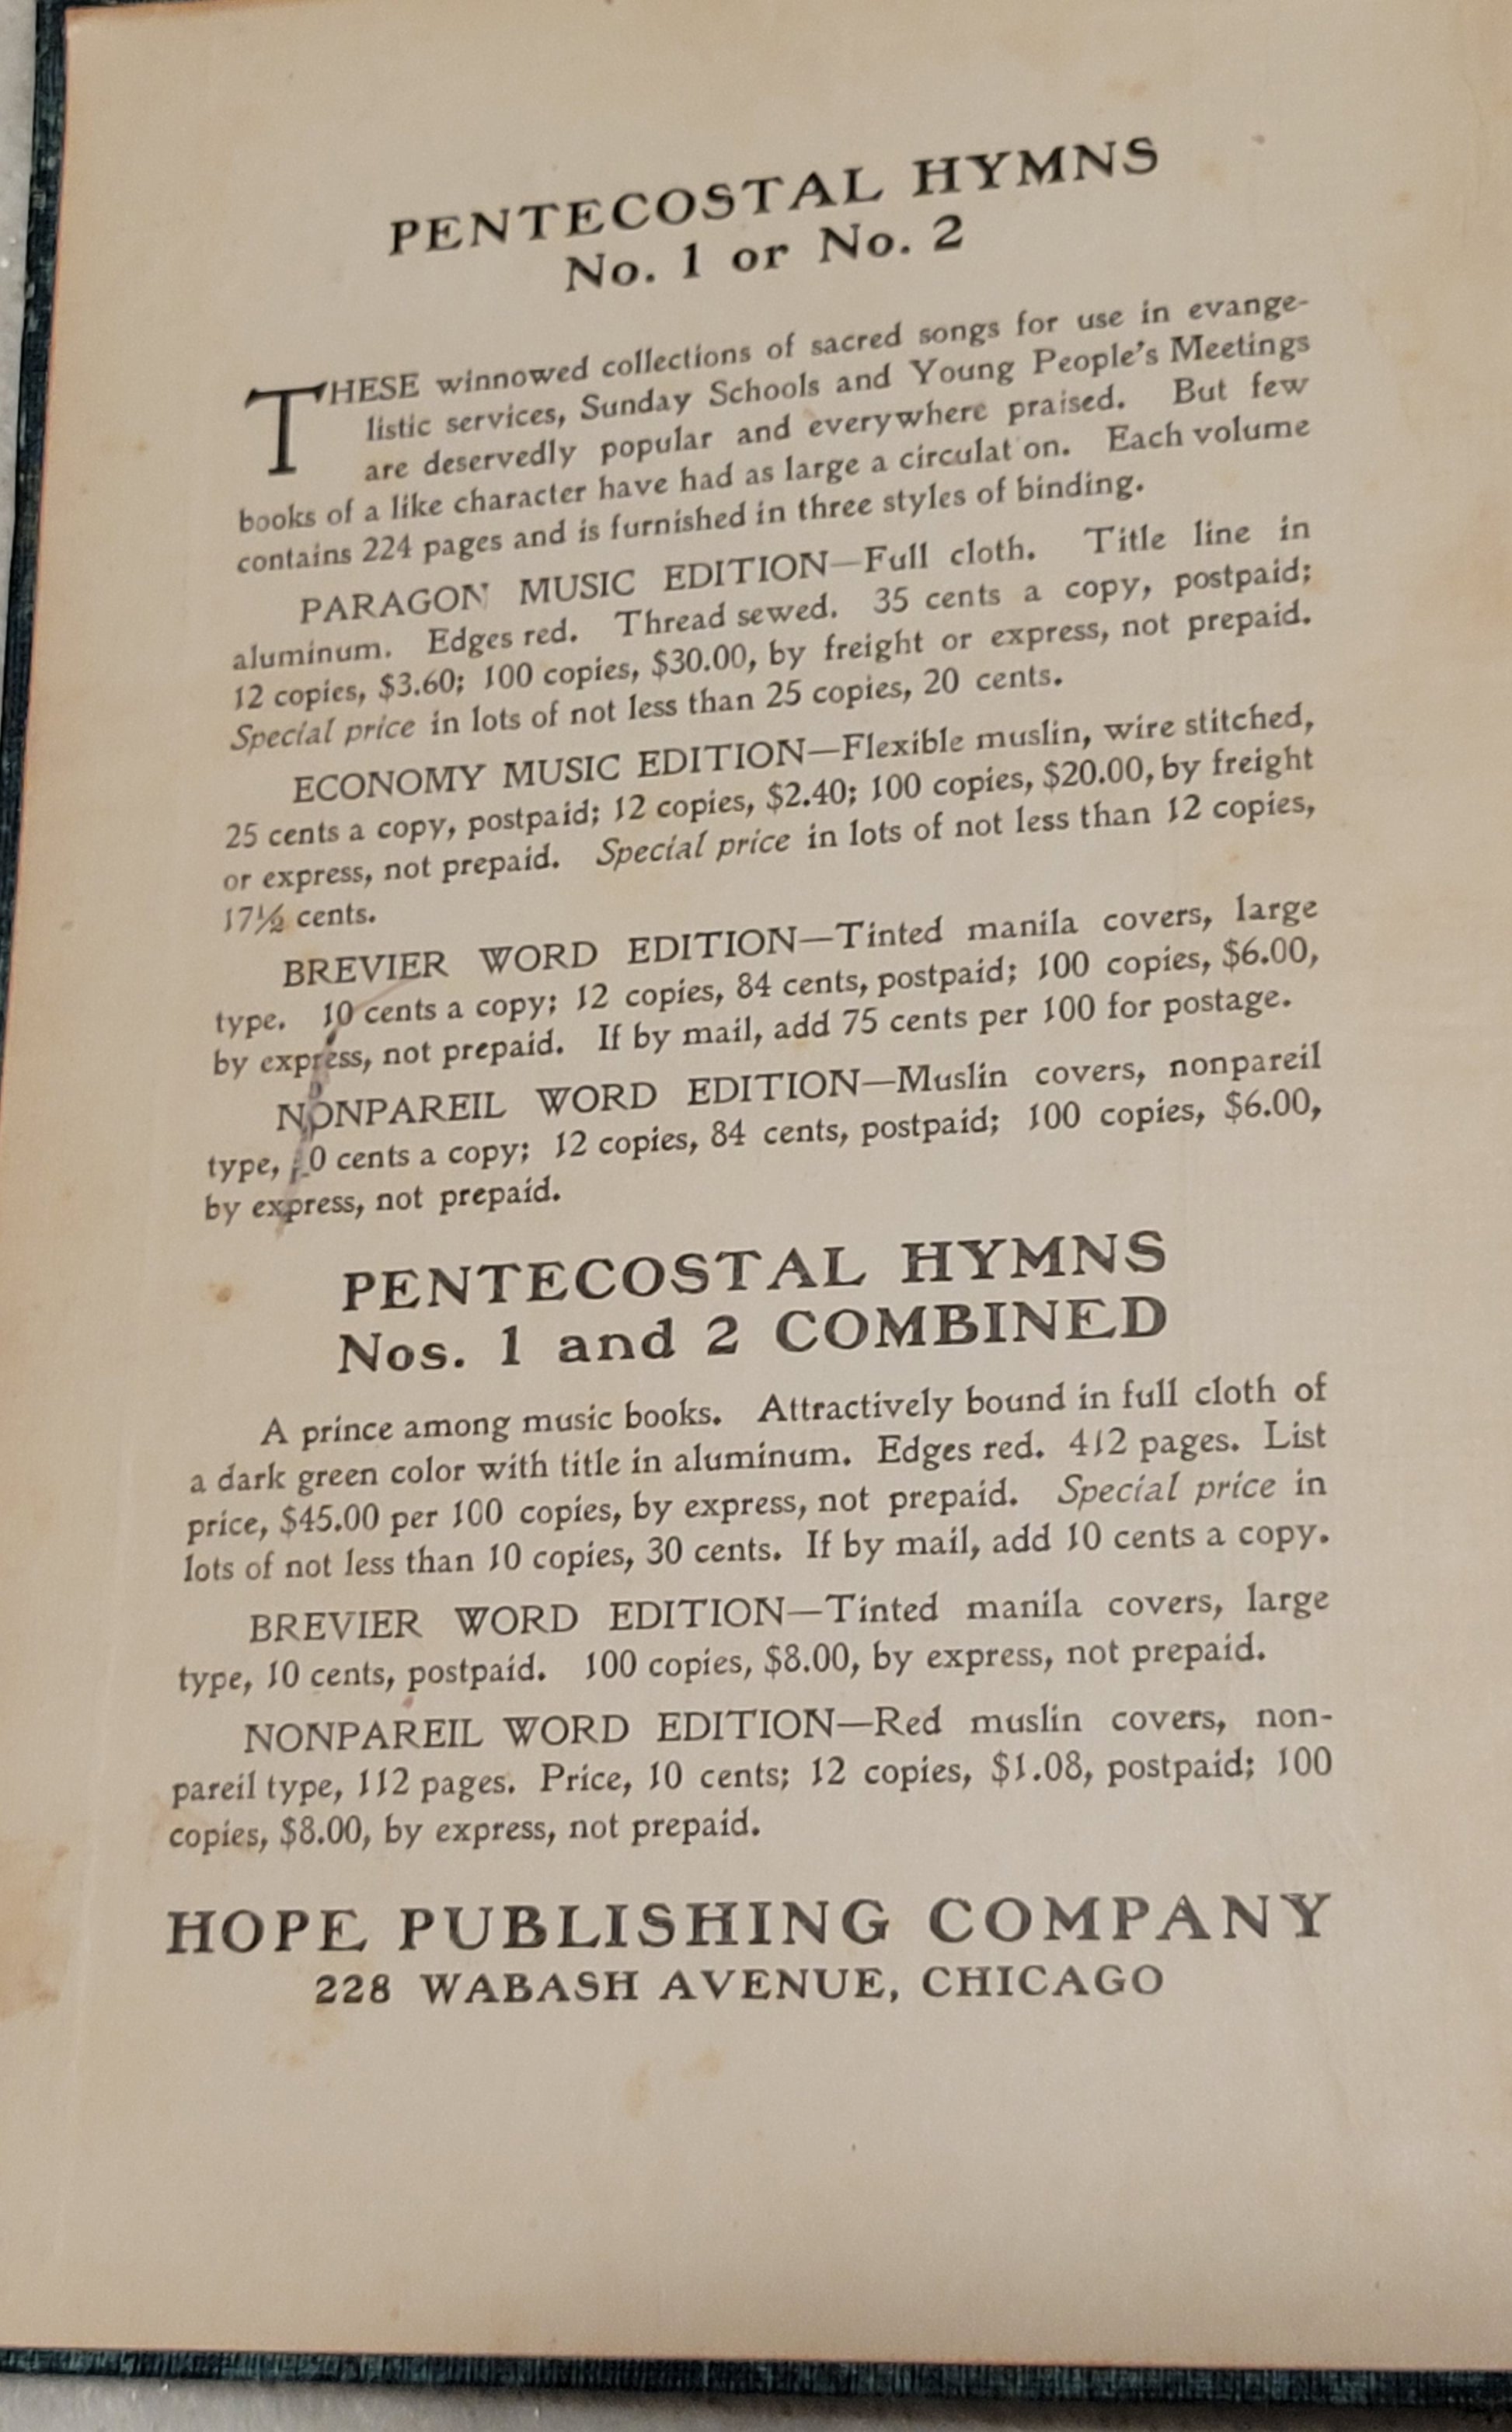 PENTECOSTAL HYMNS
No. 1 or No. 2
THESE winnowed collections of sacred songs for use in evange-
listic services, Sunday Schools and Young People's Meetings
are deservedly popular and everywhere praised. But few
books of a like character have had as large a circulat on. Each volume
contains 224 pages and is furnished in three styles of binding.
PARAGON MUSIC EDITION—Full cloth. Title line in
aluminum. Edges red. Thread sewed. 35 cents a copy, postpaid;
12 copies, $3.60; 100 copies, $30.00, by freight or express, not prepaid.
Special price in lots of not less than 25 copies, 20 cents.
ECONOMY MUSIC EDITION—Flexible muslin, wire stitched,
25 cents a copy, postpaid; 12 copies, $2.40; 100 copies, $20.00, by freight
or express, not prepaid. Special price in lots of not less than 12 copies,
17½ cents.
BREVIER WORD EDITION—Tinted manila covers, large
type. 10 cents a copy; 12 copies, 84 cents, postpaid; 100 copies, $6.00,
by express, not prepaid. If by mail, add 75 cents per 100 for postage.
NONPAREIL WORD EDITION—Muslin covers, nonpareil
type, 10 cents a copy; 12 copies, 84 cents, postpaid; 100 copies, $6.00,
by express, not prepaid.
PENTECOSTAL HYMNS
Nos. 1 and 2 COMBINED
A prince among music books. Attractively bound in full cloth of
a dark green color with title in aluminum. Edges red. 412 pages. List
price, $45.00 per 100 copies, by express, not prepaid. Special price in
lots of not less than 10 copies, 30 cents. If by mail, add 10 cents a copy.
BREVIER WORD EDITION—Tinted manila covers, large
type, 10 cents, postpaid. 100 copies, $8.00, by express, not prepaid.
NONPAREIL WORD EDITION—Red muslin covers, non-
pareil type, 112 pages. Price, 10 cents; 12 copies, $1.08, postpaid; 100
copies, $8.00, by express, not prepaid.
HOPE PUBLISHING COMPANY
228 WABASH AVENUE, CHICAGO